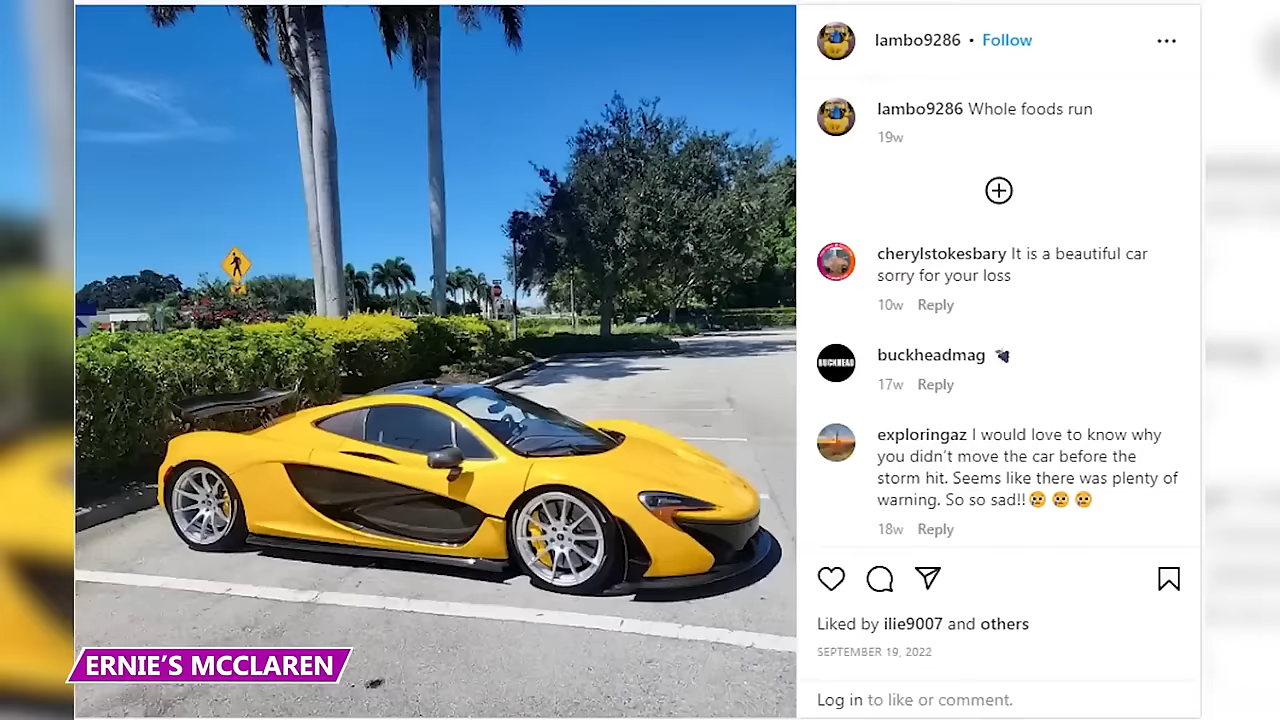 lambo9286 • Follow
lambo9286 Whole foods run
19w
cherylstokesbary It is a beautiful car
sorry for your loss
10w Reply
BUCKHEAD
buckheadmag
17w Reply
exploringaz I would love to know why
you didn't move the car before the
storm hit. Seems like there was plenty of
warning. So so sad!!😢 😢 😢
18w Reply
Liked by ilie9007 and others
SEPTEMBER 19, 2022
Log in to like or comment.
ERNIE'S MCCLAREN